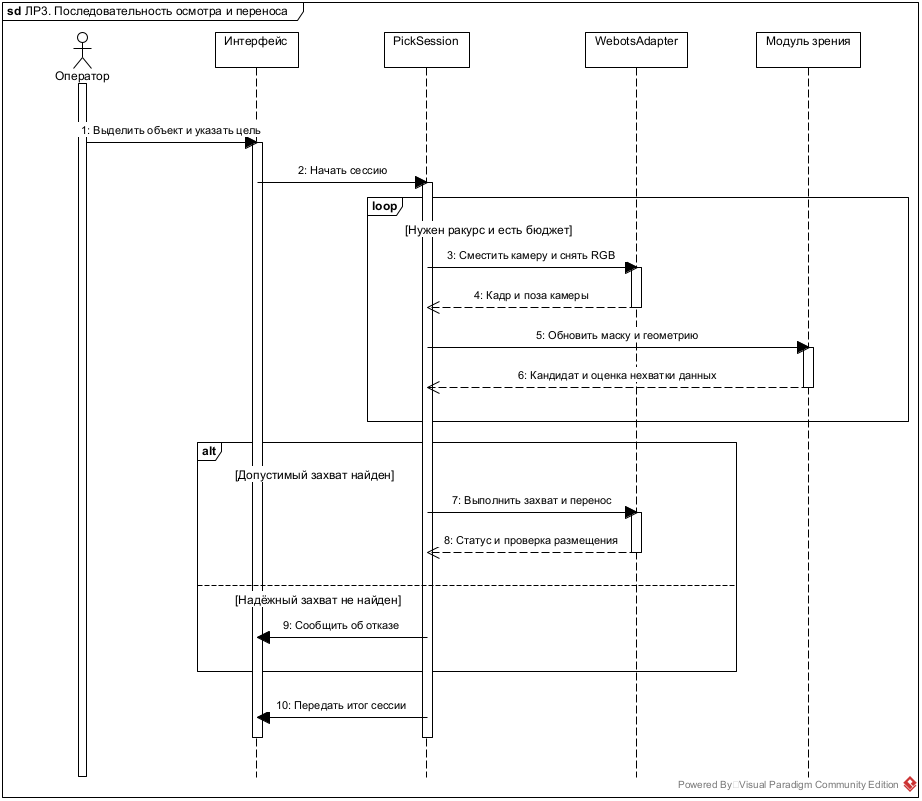 sd ЛР3. Последовательность осмотра и переноса
Оператор
Интерфейс
PickSession
WebotsAdapter
Модуль зрения
1: Выделить объект и указать цель
2: Начать сессию
loop
[Нужен ракурс и есть бюджет]
3: Сместить камеру и снять RGB
4: Кадр и поза камеры
5: Обновить маску и геометрию
6: Кандидат и оценка нехватки данных
alt
[Допустимый захват найден]
7: Выполнить захват и перенос
8: Статус и проверка размещения
[Надёжный захват не найден]
9: Сообщить об отказе
10: Передать итог сессии
Powered By Visual Paradigm Community Edition